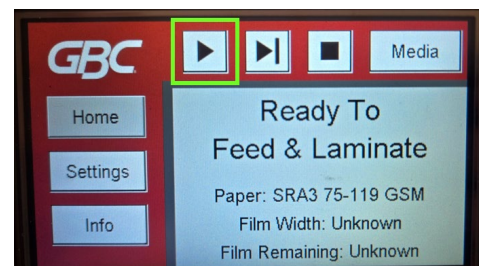 GBC
Media
Home
Settings
Info
Ready To
Feed & Laminate
Paper: SRA3 75-119 GSM
Film Width: Unknown
Film Remaining: Unknown